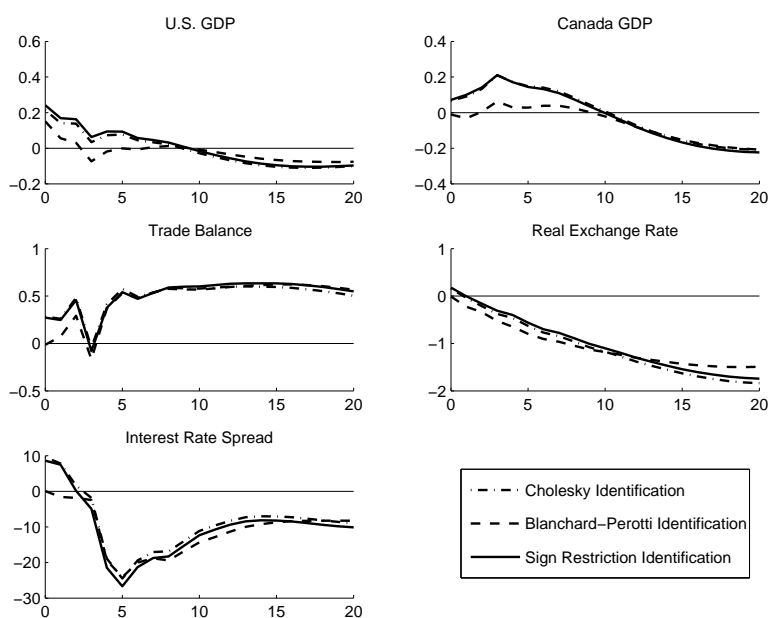 U.S. GDP
0.6
0.4
0.2
0
−0.2
0 5 10 15 20
Canada GDP
0.4
0.2
0
−0.2
−0.4
0 5 10 15 20
Trade Balance
1
0.5
0
−0.5
0 5 10 15 20
Real Exchange Rate
1
0
−1
−2
0 5 10 15 20
Interest Rate Spread
10
0
−10
−20
−30
0 5 10 15 20
Cholesky Identification
Blanchard−Perotti Identification
Sign Restriction Identification